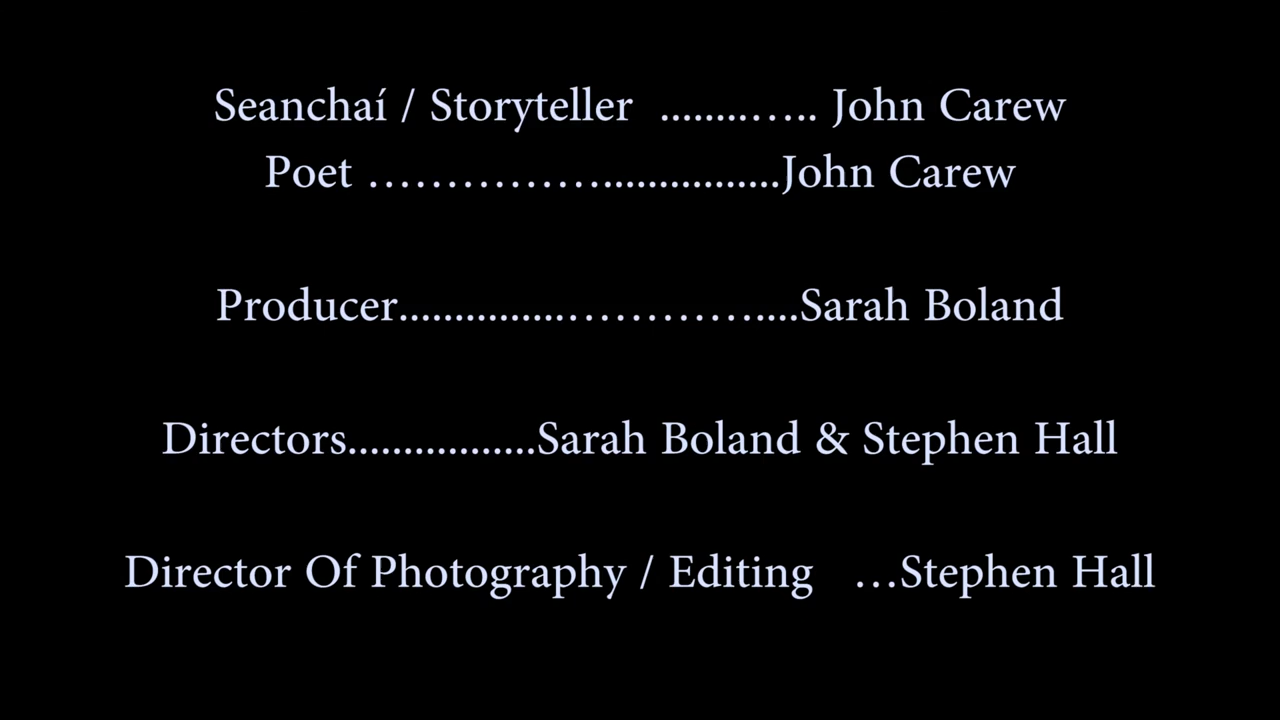 Seanchaí / Storyteller ........….. John Carew
Poet ……………................John Carew
Producer...............…………....Sarah Boland
Directors.................Sarah Boland & Stephen Hall
Director Of Photography / Editing …Stephen Hall